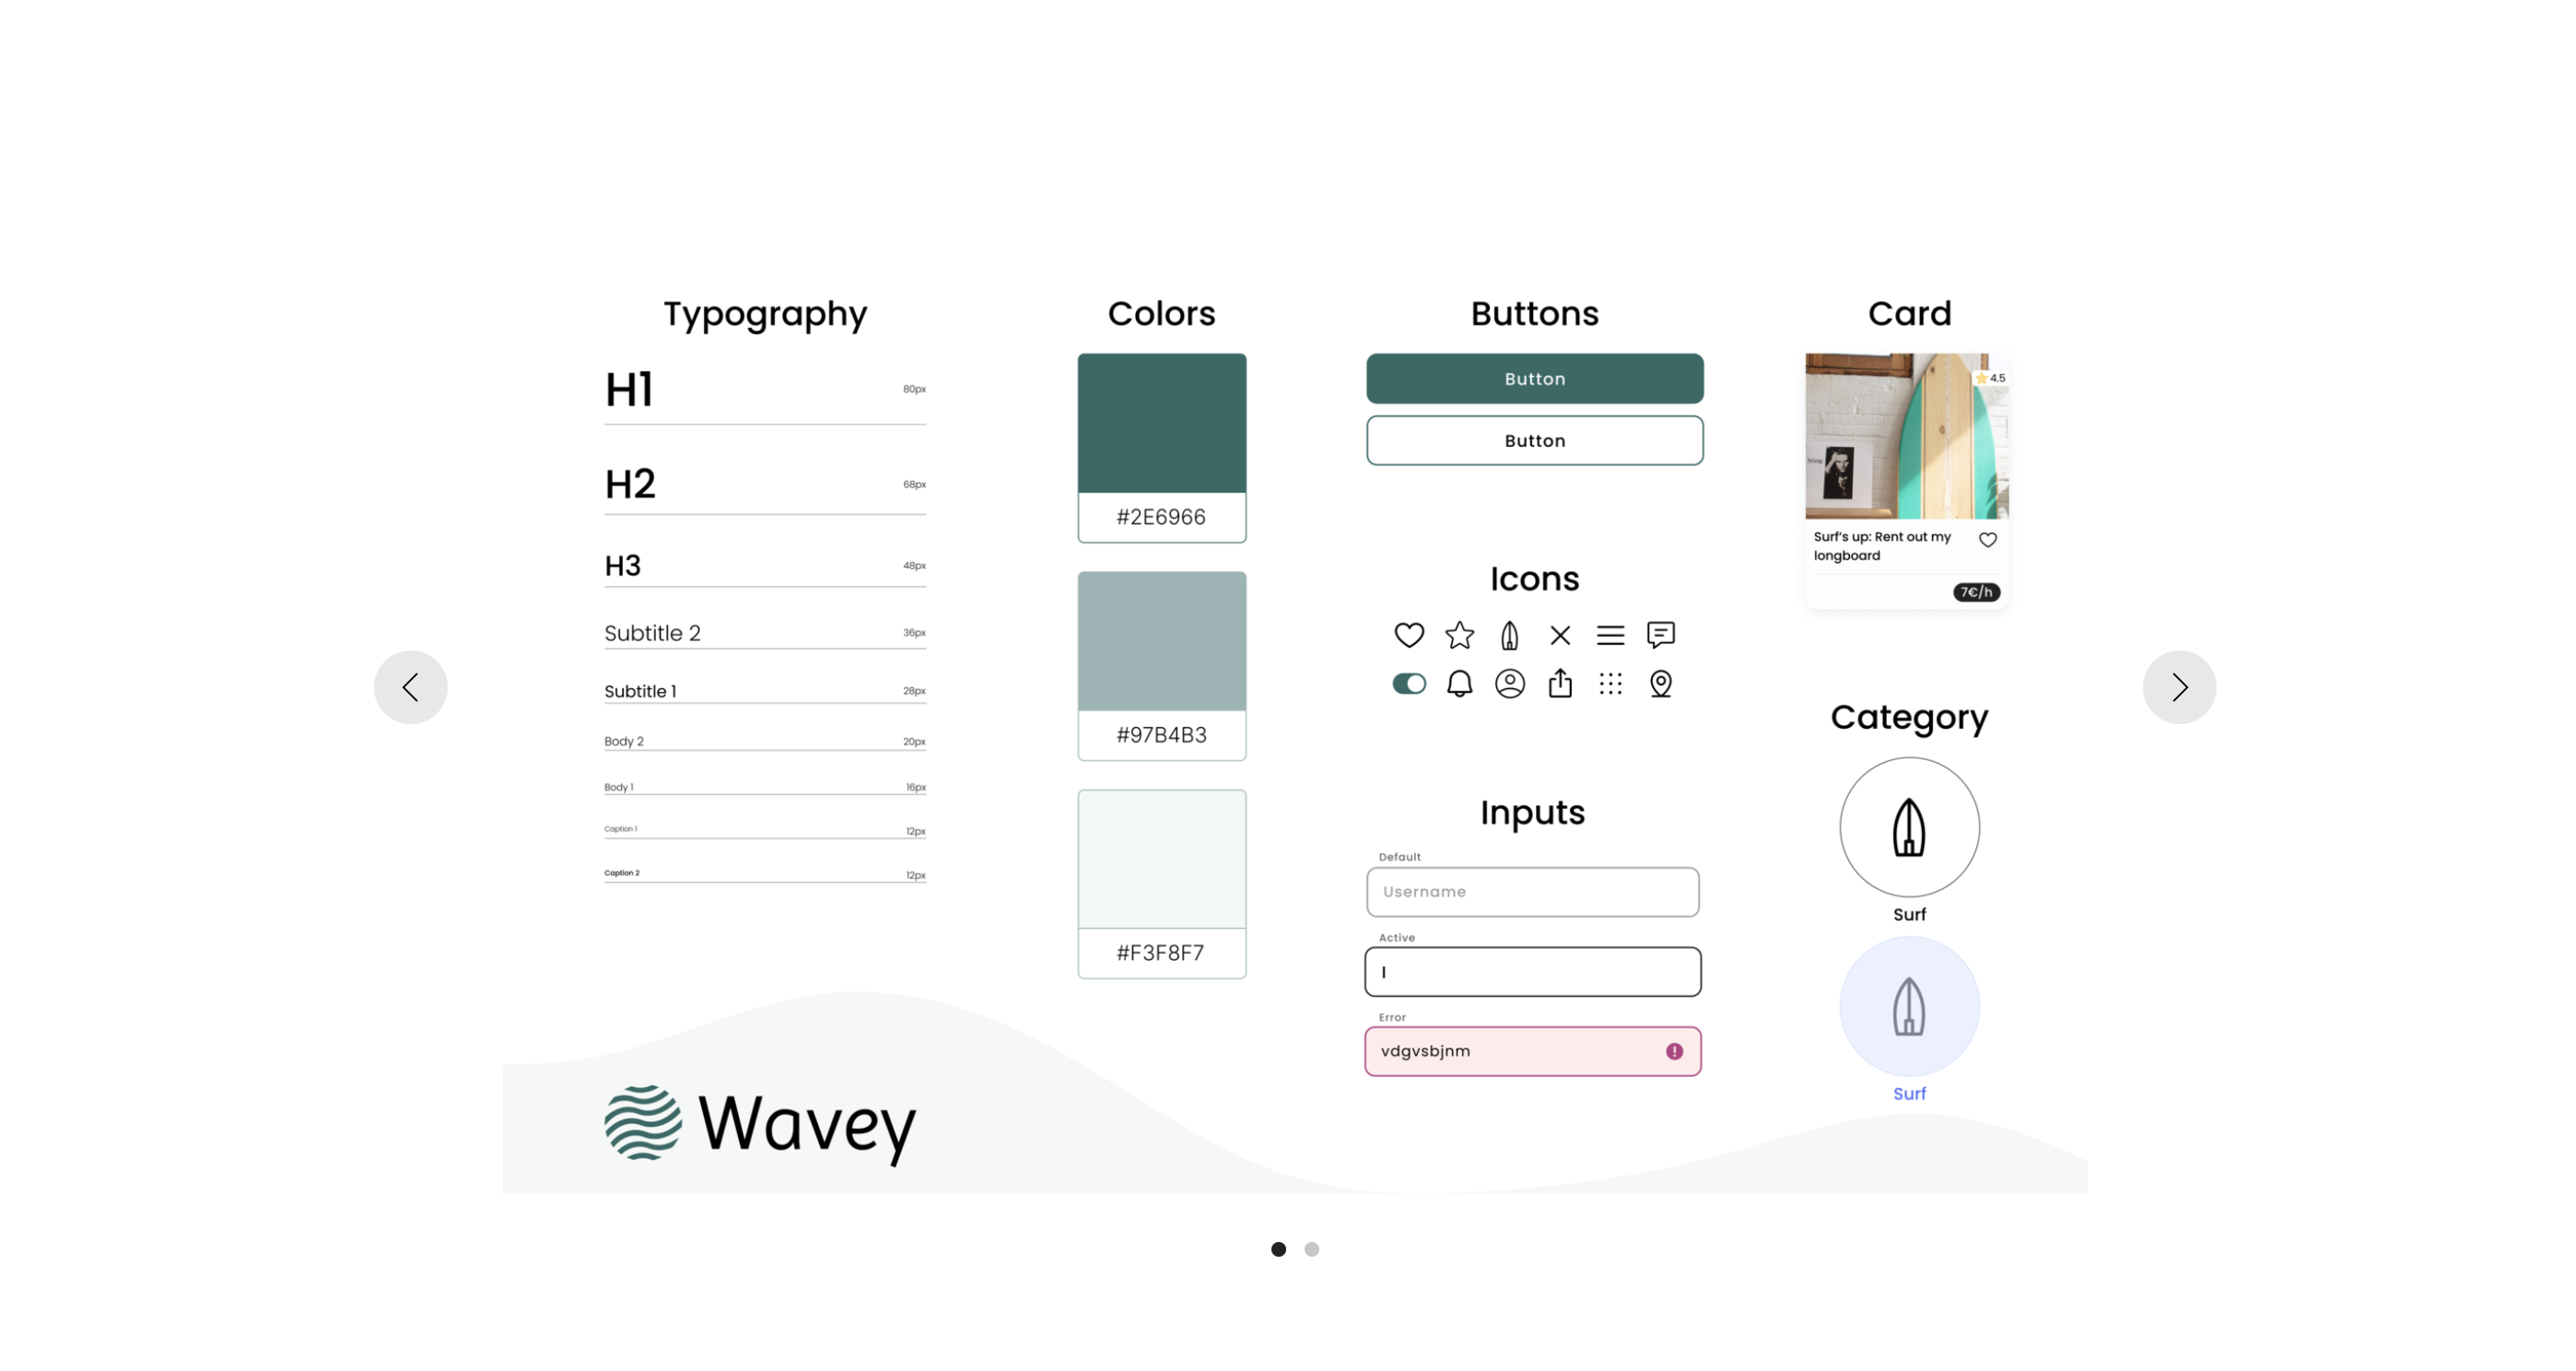 Typography
H1 80px
H2 68px
H3 48px
Subtitle 2 36px
Subtitle 1 28px
Body 2 20px
Body 1 16px
Caption 1 12px
Caption 2 12px
Wavey
Colors
#2E6966
#97B4B3
#F3F8F7
Buttons
Button
Button
Icons
Inputs
Default
Username
Active
Error
vdgvsbjnm
!
Card
4.5
Surf's up: Rent out my
longboard
7€/h
Category
Surf
Surf